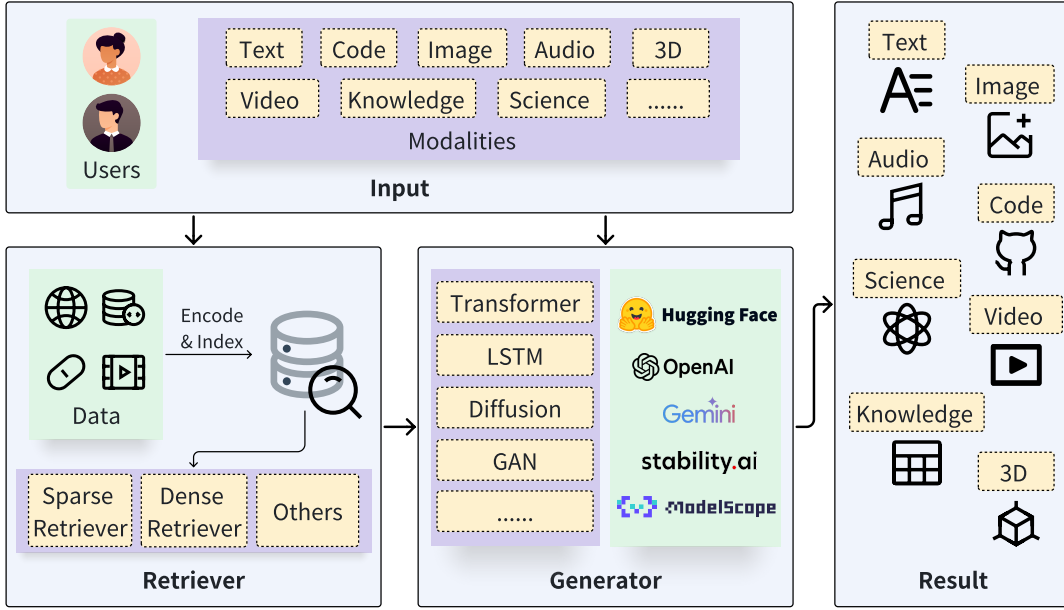 Users
Text
Code
Image
Audio
3D
Video
Knowledge
Science
......
Modalities
Input
Data
Encode
& Index
Sparse
Retriever
Dense
Retriever
Others
Retriever
Transformer
LSTM
Diffusion
GAN
......
Hugging Face
OpenAI
Gemini
stability.ai
ModelScope
Generator
Text
Image
Audio
Code
Science
Video
Knowledge
3D
Result